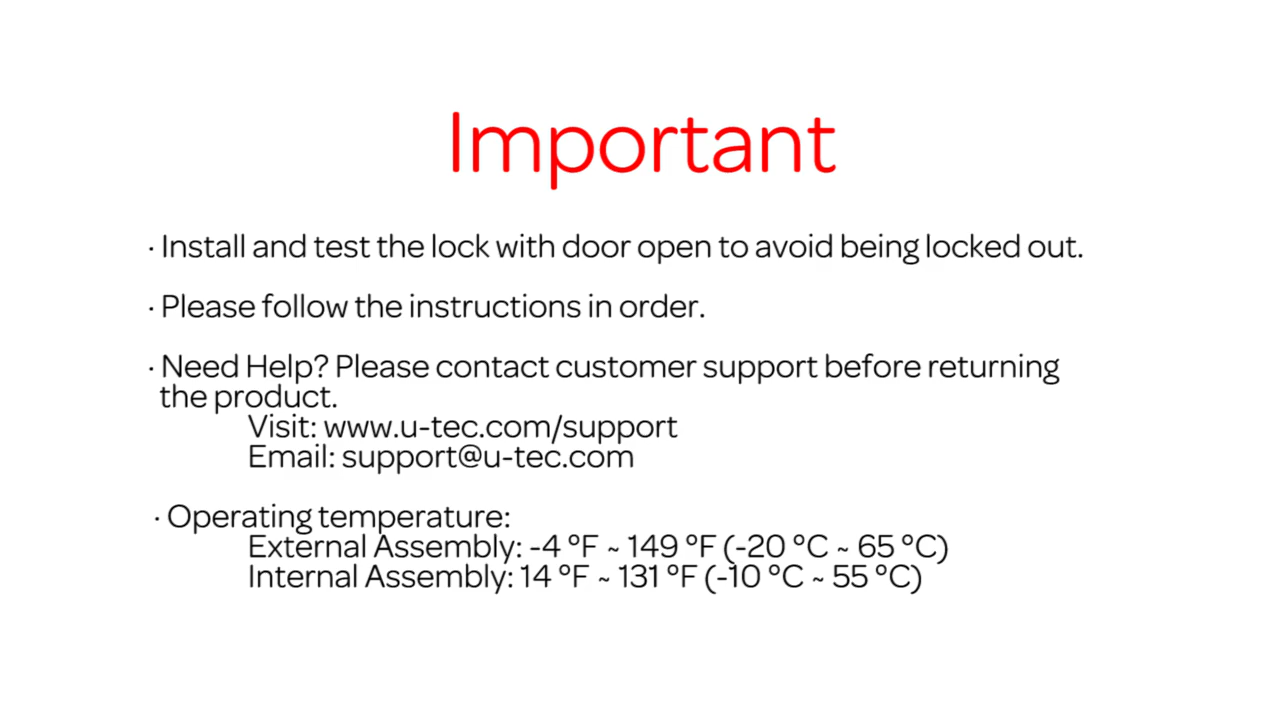 Important
· Install and test the lock with door open to avoid being locked out.
· Please follow the instructions in order.
· Need Help? Please contact customer support before returning
the product.
Visit: www.u-tec.com/support
Email: support@u-tec.com
· Operating temperature:
External Assembly: -4 °F ~ 149 °F (-20 °C ~ 65 °C)
Internal Assembly: 14 °F ~ 131 °F (-10 °C ~ 55 °C)